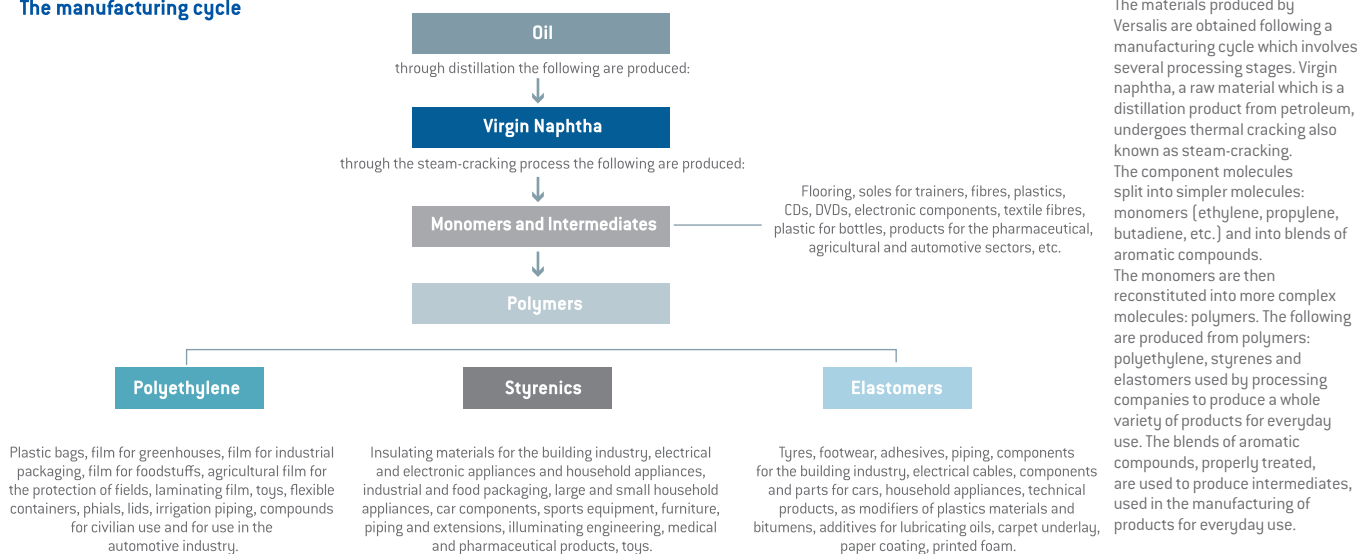 The manufacturing cycle
Oil
through distillation the following are produced:
Virgin Naphtha
through the steam-cracking process the following are produced:
Monomers and Intermediates
Flooring, soles for trainers, fibres, plastics,
CDs, DVDs, electronic components, textile fibres,
plastic for bottles, products for the pharmaceutical,
agricultural and automotive sectors, etc.
Polymers
Polyethylene
Plastic bags, film for greenhouses, film for industrial
packaging, film for foodstuffs, agricultural film for
the protection of fields, laminating film, toys, flexible
containers, phials, lids, irrigation piping, compounds
for civilian use and for use in the
automotive industry.
Styrenics
Insulating materials for the building industry, electrical
and electronic appliances and household appliances,
industrial and food packaging, large and small household
appliances, car components, sports equipment, furniture,
piping and extensions, illuminating engineering, medical
and pharmaceutical products, toys.
Elastomers
Tyres, footwear, adhesives, piping, components
for the building industry, electrical cables, components
and parts for cars, household appliances, technical
products, as modifiers of plastics materials and
bitumens, additives for lubricating oils, carpet underlay,
paper coating, printed foam.
The materials produced by
Versalis are obtained following a
manufacturing cycle which involves
several processing stages. Virgin
naphtha, a raw material which is a
distillation product from petroleum,
undergoes thermal cracking also
known as steam-cracking.
The component molecules
split into simpler molecules:
monomers (ethylene, propylene,
butadiene, etc.) and into blends of
aromatic compounds.
The monomers are then
reconstituted into more complex
molecules: polymers. The following
are produced from polymers:
polyethylene, styrenes and
elastomers used by processing
companies to produce a whole
variety of products for everyday
use. The blends of aromatic
compounds, properly treated,
are used to produce intermediates,
used in the manufacturing of
products for everyday use.